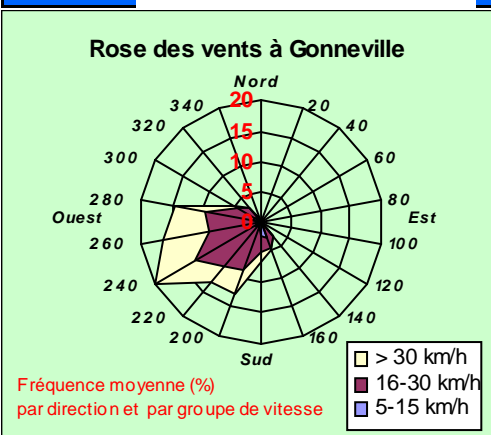 Rose des vents à Gonneville
Nord
340
20
20
320
15
40
300
10
60
280
5
80
Ouest
0
Est
260
100
240
120
220
140
200
160
Sud
> 30 km/h
16-30 km/h
5-15 km/h
Fréquence moyenne (%)
par direction et par groupe de vitesse